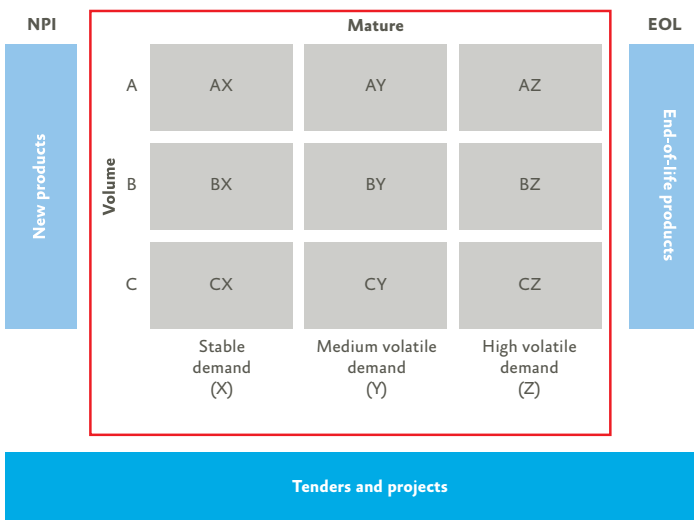 NPI
Mature
EOL
New products
Volume
A
AX
AY
AZ
B
BX
BY
BZ
C
CX
CY
CZ
Stable
demand
(X)
Medium volatile
demand
(Y)
High volatile
demand
(Z)
End-of-life products
Tenders and projects